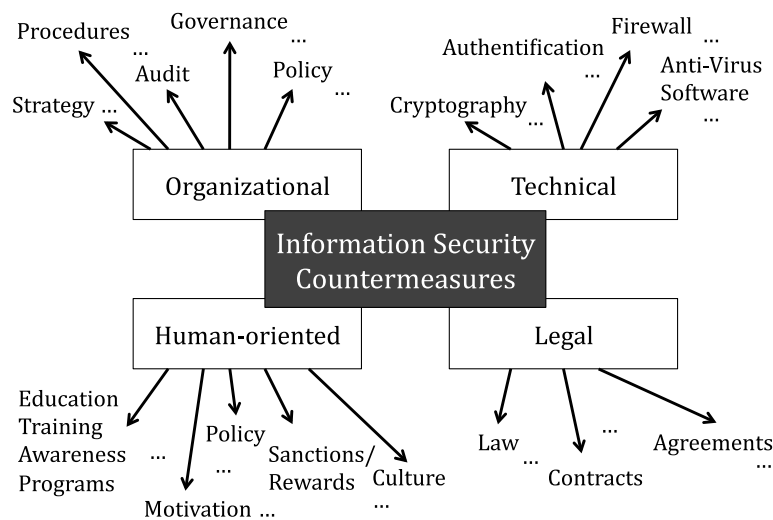 Procedures ...
Governance ...
Audit
Policy ...
Strategy ...
Firewall ...
Authentification ...
Anti-Virus
Software
...
Cryptography ...
Organizational
Technical
Information Security
Countermeasures
Human-oriented
Legal
Education
Training
Awareness ...
Programs
Motivation ...
Policy
...
Sanctions/
Rewards
Culture
...
Law ...
...
Contracts
Agreements
...